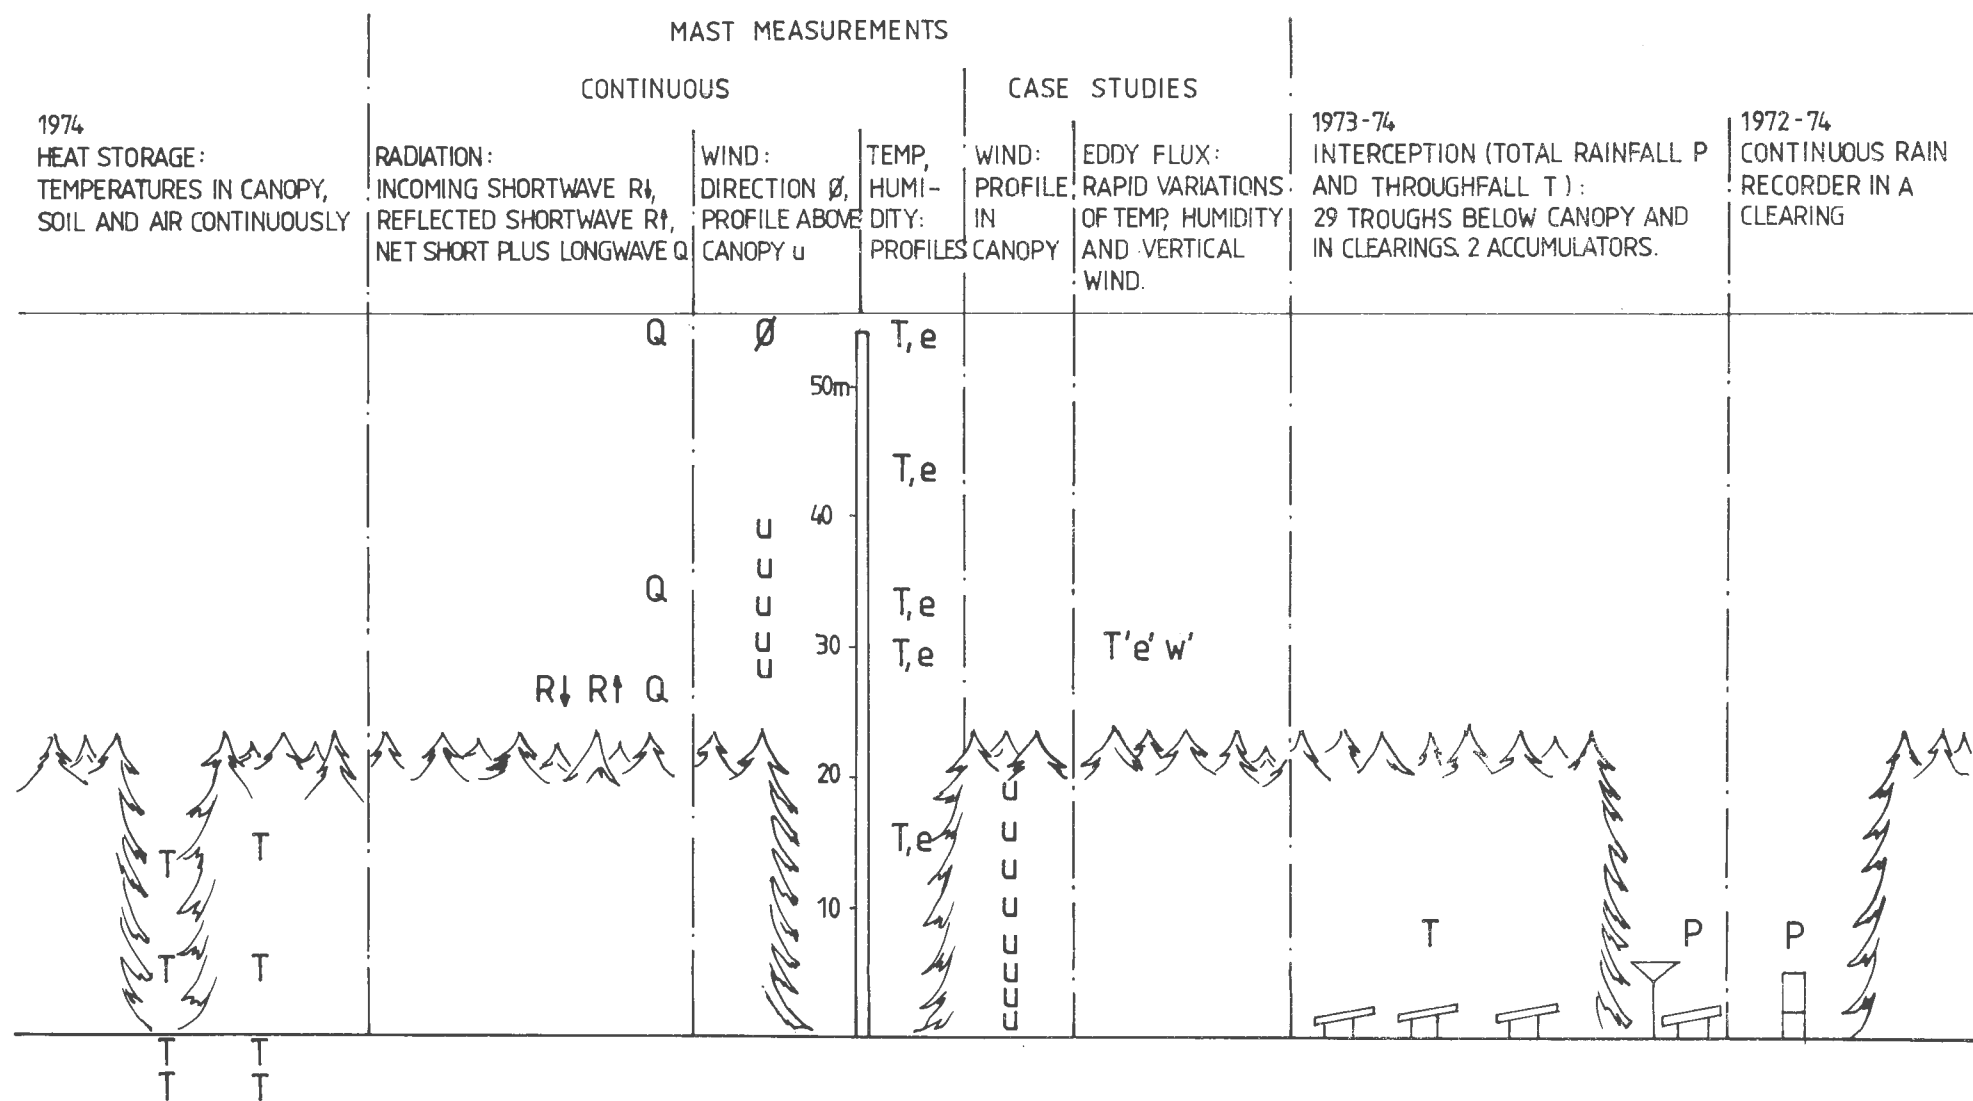 MAST MEASUREMENTS
CONTINUOUS
CASE STUDIES
1974
HEAT STORAGE:
TEMPERATURES IN CANOPY,
SOIL AND AIR CONTINUOUSLY
RADIATION:
INCOMING SHORTWAVE R↓,
REFLECTED SHORTWAVE R↑,
NET SHORT PLUS LONGWAVE Q
WIND:
DIRECTION Ø,
PROFILE ABOVE
CANOPY u
TEMP,
HUMI-
DITY:
PROFILES
WIND:
PROFILE
IN
CANOPY
EDDY FLUX:
RAPID VARIATIONS
OF TEMP, HUMIDITY
AND VERTICAL
WIND.
1973-74
INTERCEPTION (TOTAL RAINFALL P
AND THROUGHFALL T):
29 TROUGHS BELOW CANOPY AND
IN CLEARINGS. 2 ACCUMULATORS.
1972-74
CONTINUOUS RAIN
RECORDER IN A
CLEARING
Q Ø T,e
50m
T,e
40
u
u
Q u T,e
u 30 T,e T'e'w'
u
R↓ R↑ Q
20
u
T T T,e u
u
10 u
T P P
u
T T u
u
u
T T
T T